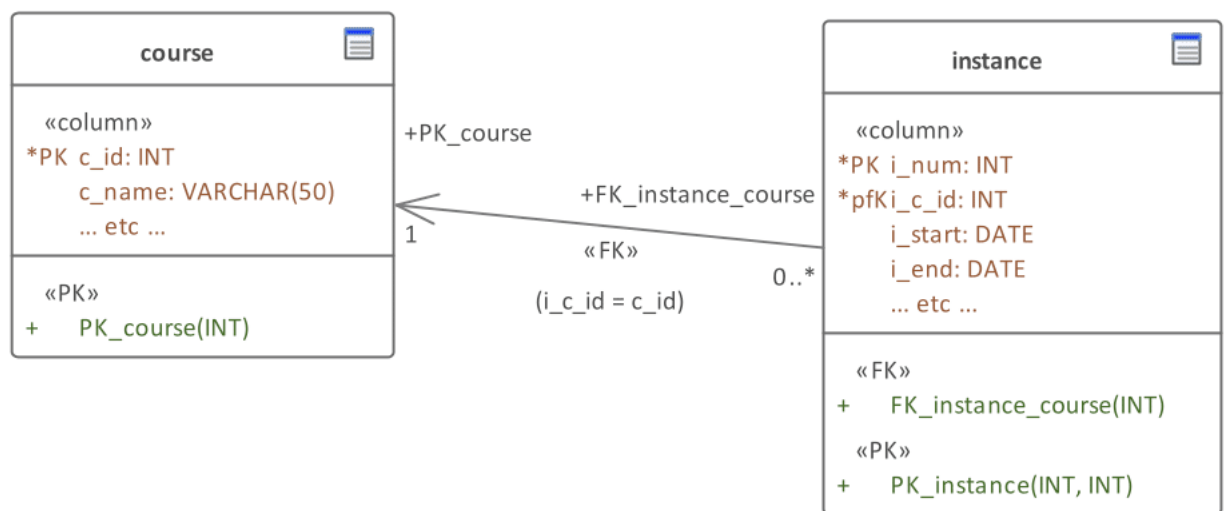 course
«column»
*PK c_id: INT
c_name: VARCHAR(50)
... etc ...
«PK»
+ PK_course(INT)
+PK_course
1
+FK_instance_course
«FK»
0..*
(i_c_id = c_id)
instance
«column»
*PK i_num: INT
*pfK i_c_id: INT
i_start: DATE
i_end: DATE
... etc ...
«FK»
+ FK_instance_course(INT)
«PK»
+ PK_instance(INT, INT)